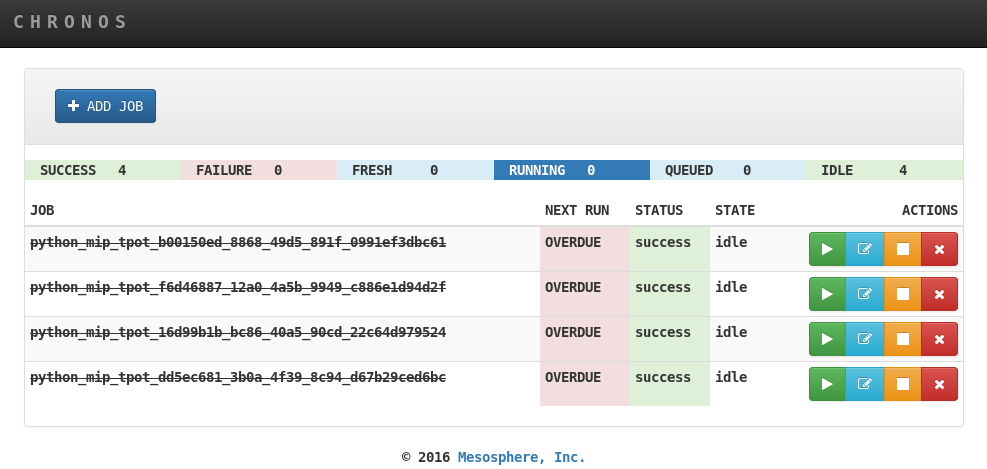 CHRONOS
ADD JOB
SUCCESS 4 FAILURE 0 FRESH 0 RUNNING 0 QUEUED 0 IDLE 4
JOB NEXT RUN STATUS STATE ACTIONS
python_mip_tpot_b00150ed_8868_49d5_891f_0991ef3dbc61 OVERDUE success idle
python_mip_tpot_f6d46887_12a0_4a5b_9949_c886e1d94d2f OVERDUE success idle
python_mip_tpot_16d99b1b_bc86_40a5_90cd_22c64d979524 OVERDUE success idle
python_mip_tpot_dd5ec681_3b0a_4f39_8c94_d67b29ced6bc OVERDUE success idle
© 2016 Mesosphere, Inc.